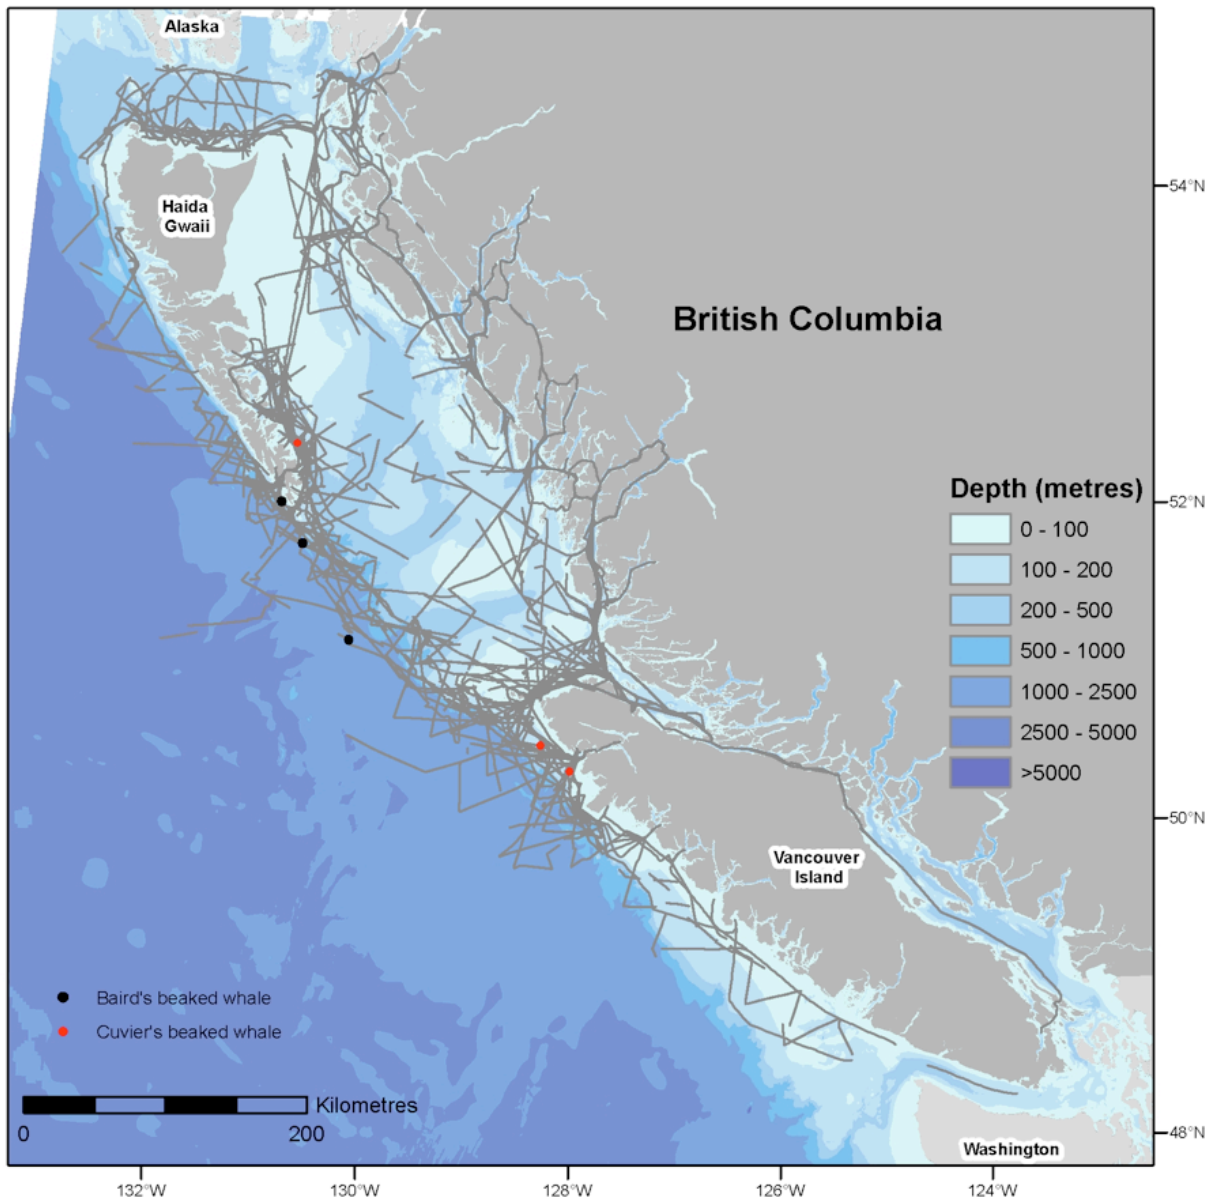 Alaska
54°N
Haida
Gwaii
British Columbia
Depth (metres)
52°N
0 - 100
100 - 200
200 - 500
500 - 1000
1000 - 2500
2500 - 5000
>5000
50°N
Vancouver
Island
Baird's beaked whale
Cuvier's beaked whale
Kilometres
0
200
48°N
Washington
132°W
130°W
128°W
126°W
124°W